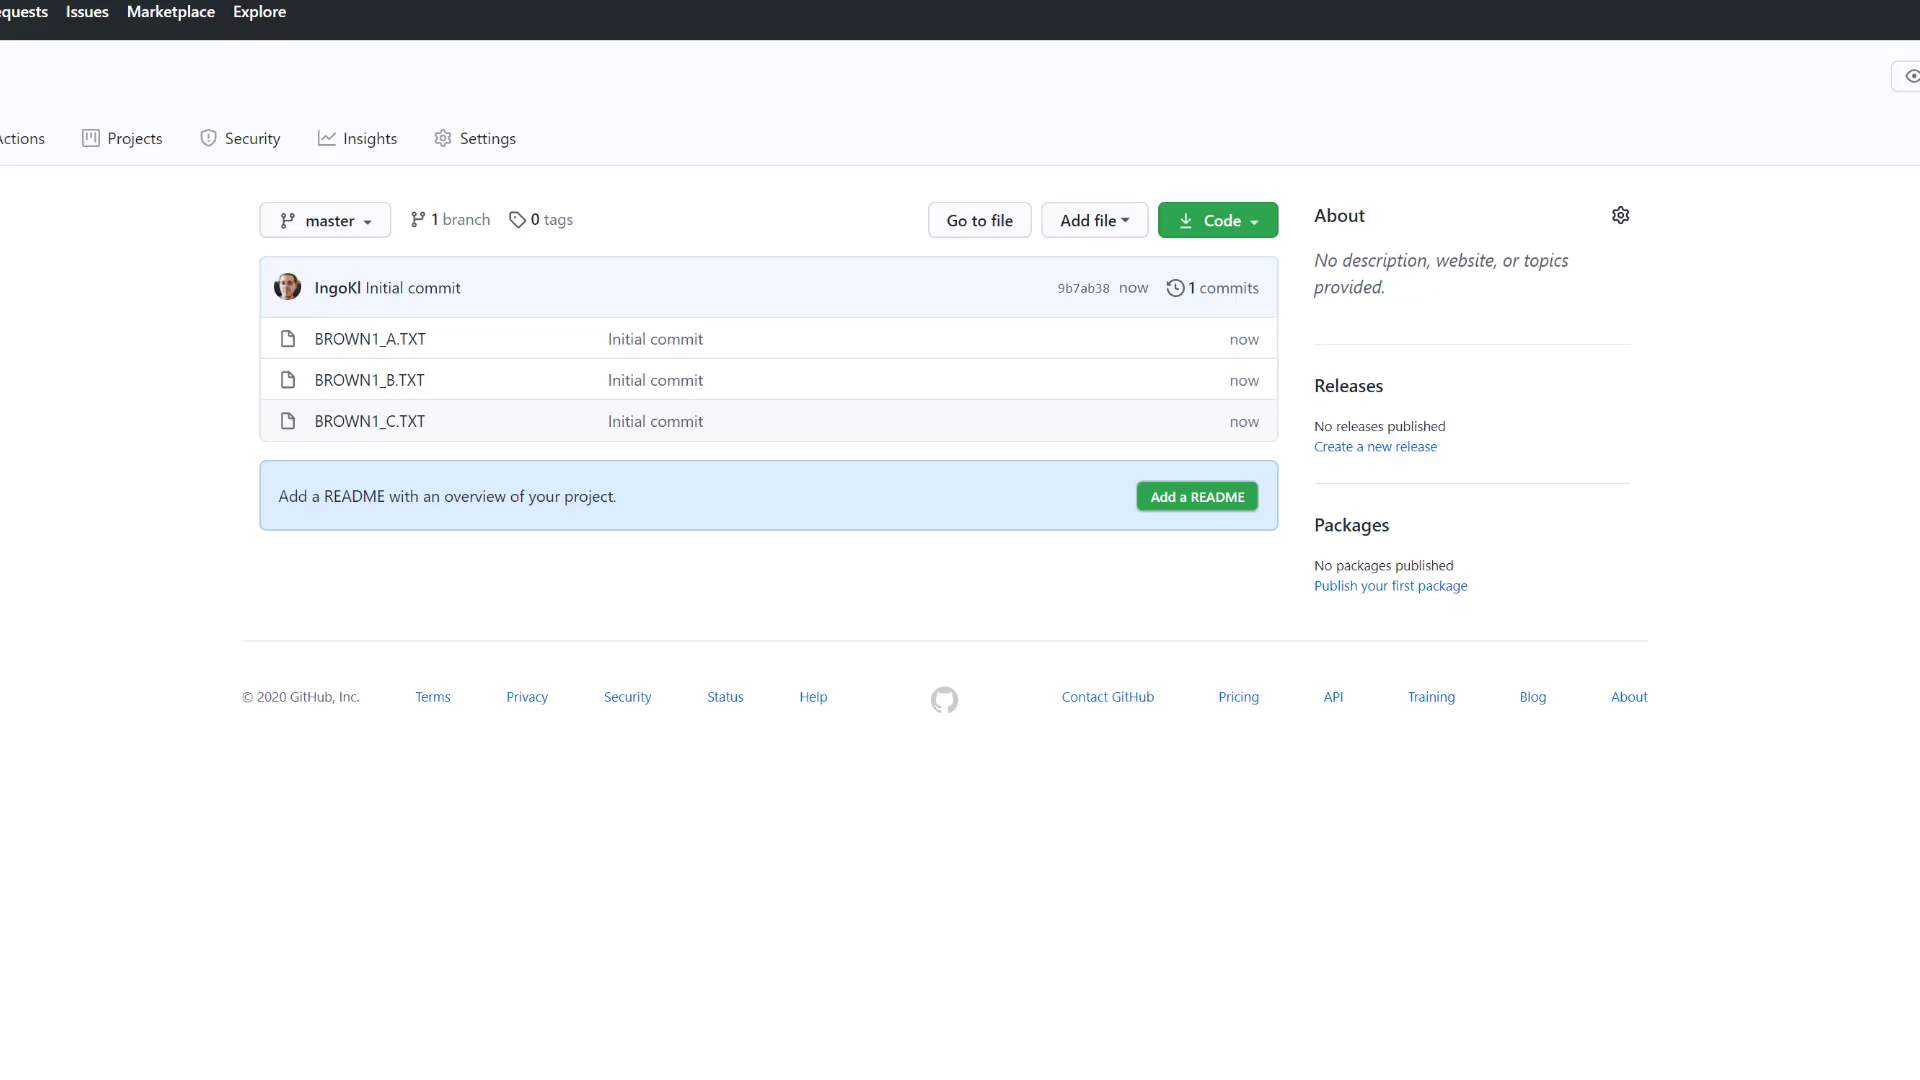 equests Issues Marketplace Explore
Actions Projects Security Insights Settings
master 1 branch 0 tags Go to file Add file Code
IngoKl Initial commit 9b7ab38 now 1 commits
BROWN1_A.TXT Initial commit now
BROWN1_B.TXT Initial commit now
BROWN1_C.TXT Initial commit now
Add a README with an overview of your project. Add a README
About
No description, website, or topics
provided.
Releases
No releases published
Create a new release
Packages
No packages published
Publish your first package
© 2020 GitHub, Inc. Terms Privacy Security Status Help Contact GitHub Pricing API Training Blog About